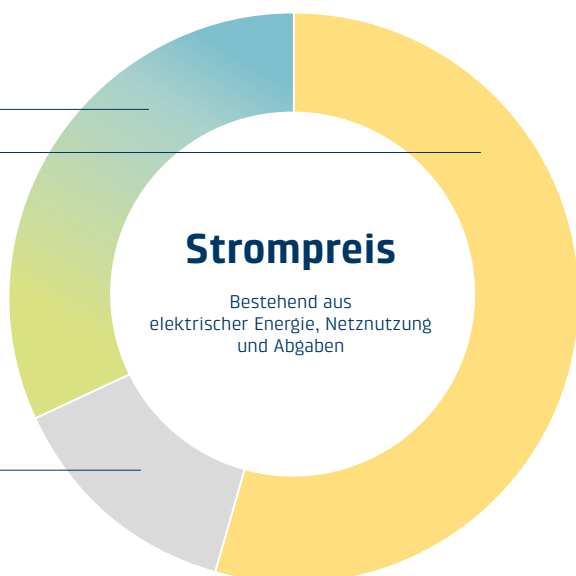 Strompreis
Bestehend aus
elektrischer Energie, Netznutzung
und Abgaben